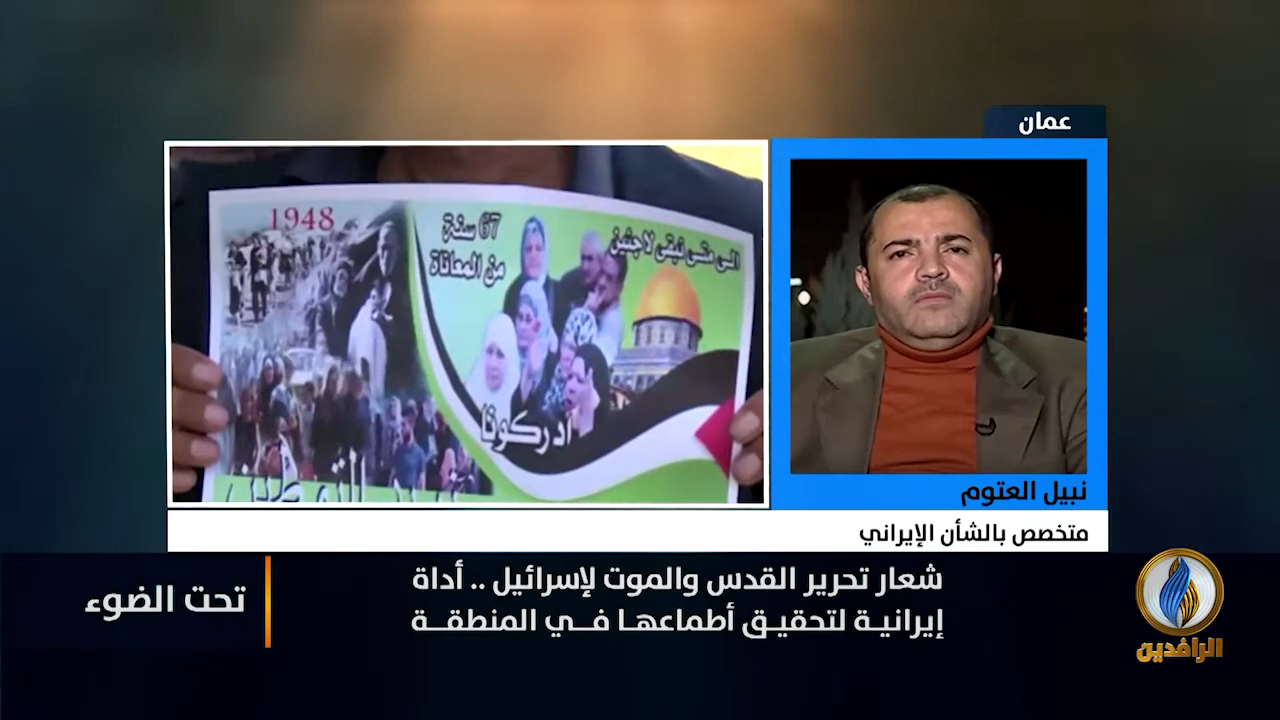 عمان
1948
67 سنة
من المعاناة
الى متى نبقى لاجئين
ادركونا
نبيل العتوم
متخصص بالشأن الإيراني
شعار تحرير القدس والموت لإسرائيل .. أداة
إيرانية لتحقيق أطماعها في المنطقة
تحت الضوء
الرافدين